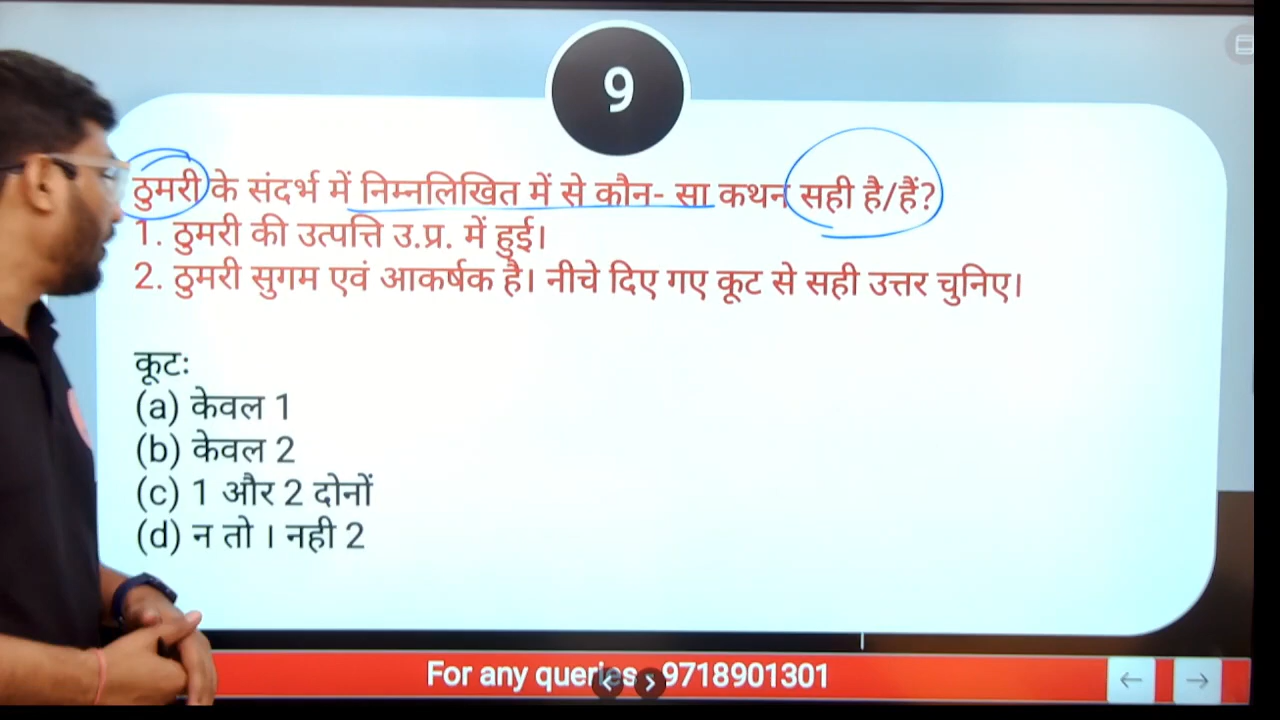 9
ठुमरी के संदर्भ में निम्नलिखित में से कौन- सा कथन सही है/हैं?
1. ठुमरी की उत्पत्ति उ.प्र. में हुई।
2. ठुमरी सुगम एवं आकर्षक है। नीचे दिए गए कूट से सही उत्तर चुनिए।
कूटः
(a) केवल 1
(b) केवल 2
(c) 1 और 2 दोनों
(d) न तो । नही 2
For any queries - 9718901301